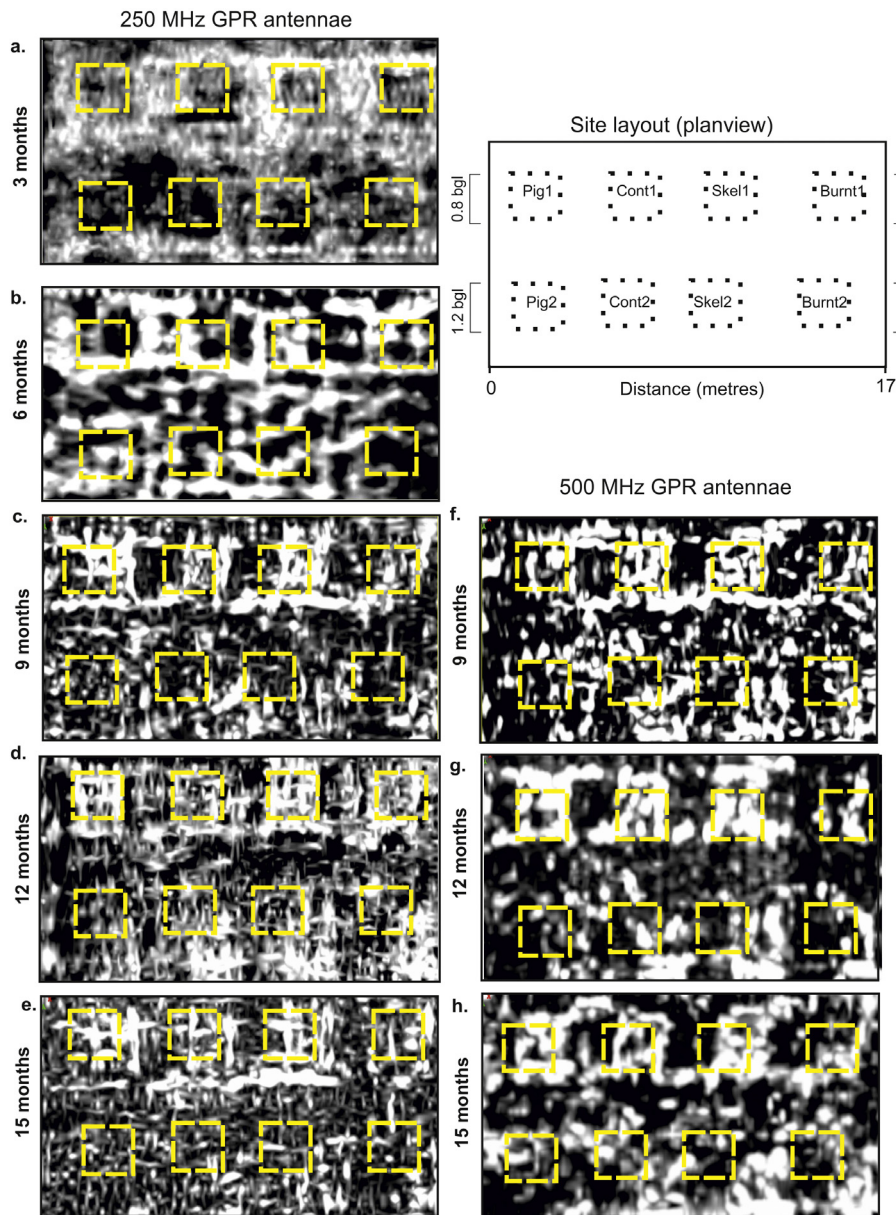 250 MHz GPR antennae
a.
3 months
b.
6 months
c.
9 months
d.
12 months
e.
15 months
Site layout (planview)
0.8 bgl
Pig1 Cont1 Skel1 Burnt1
1.2 bgl
Pig2 Cont2 Skel2 Burnt2
0 17
Distance (metres)
500 MHz GPR antennae
f.
9 months
g.
12 months
h.
15 months